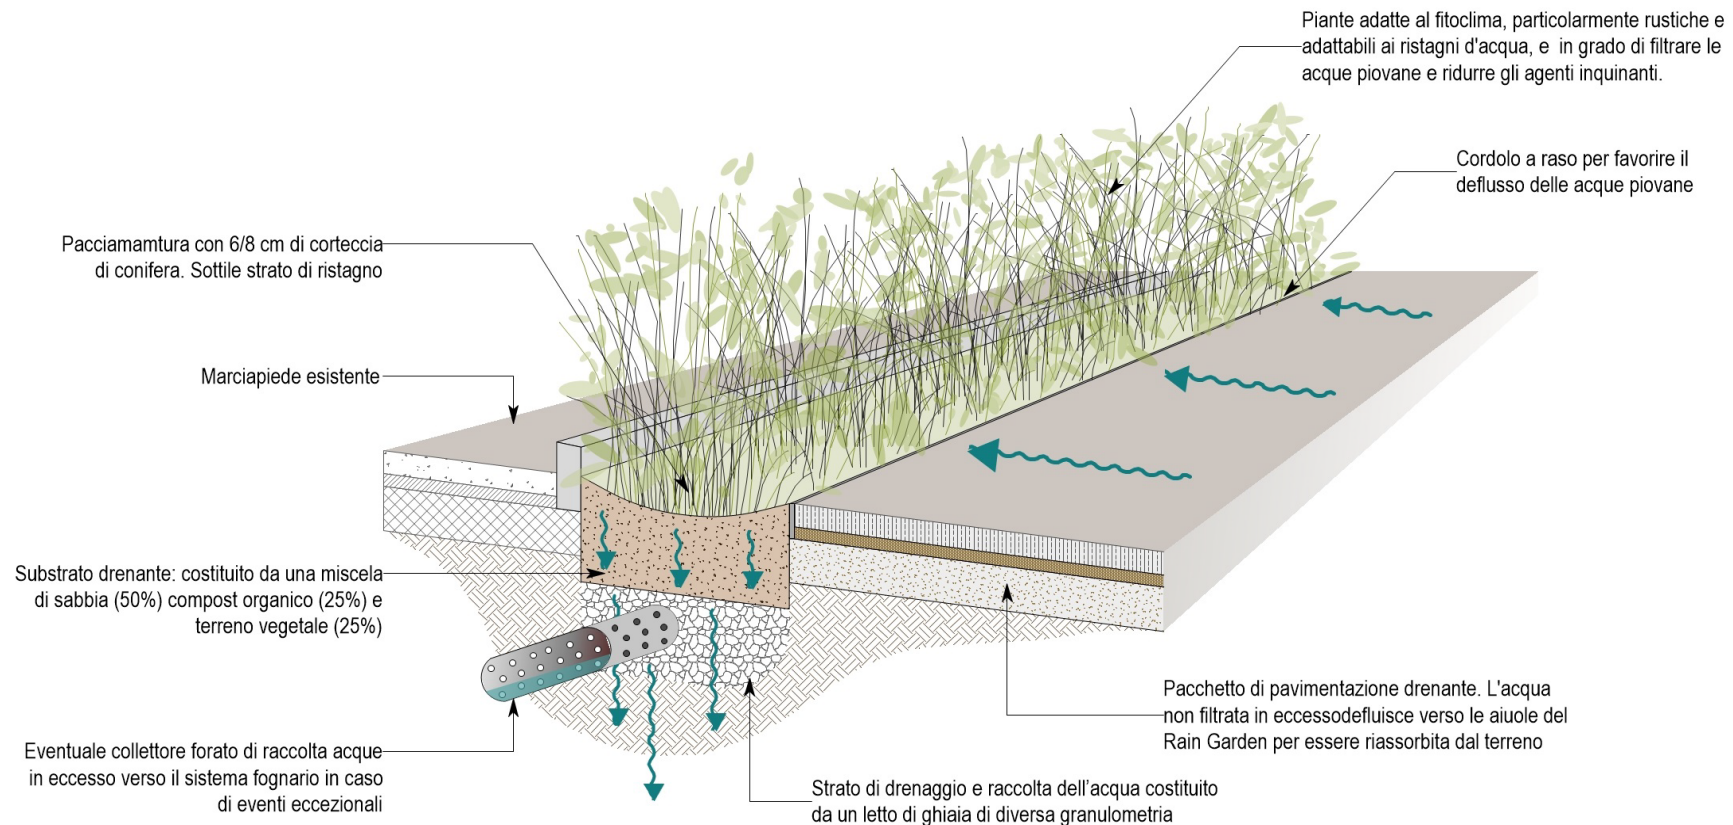 Piante adatte al fitoclima, particolarmente rustiche e
adattabili ai ristagni d'acqua, e in grado di filtrare le
acque piovane e ridurre gli agenti inquinanti.
Cordolo a raso per favorire il
deflusso delle acque piovane
Pacciamamtura con 6/8 cm di corteccia
di conifera. Sottile strato di ristagno
Marciapiede esistente
Substrato drenante: costituito da una miscela
di sabbia (50%) compost organico (25%) e
terreno vegetale (25%)
Eventuale collettore forato di raccolta acque
in eccesso verso il sistema fognario in caso
di eventi eccezionali
Pacchetto di pavimentazione drenante. L'acqua
non filtrata in eccessodefluisce verso le aiuole del
Rain Garden per essere riassorbita dal terreno
Strato di drenaggio e raccolta dell’acqua costituito
da un letto di ghiaia di diversa granulometria